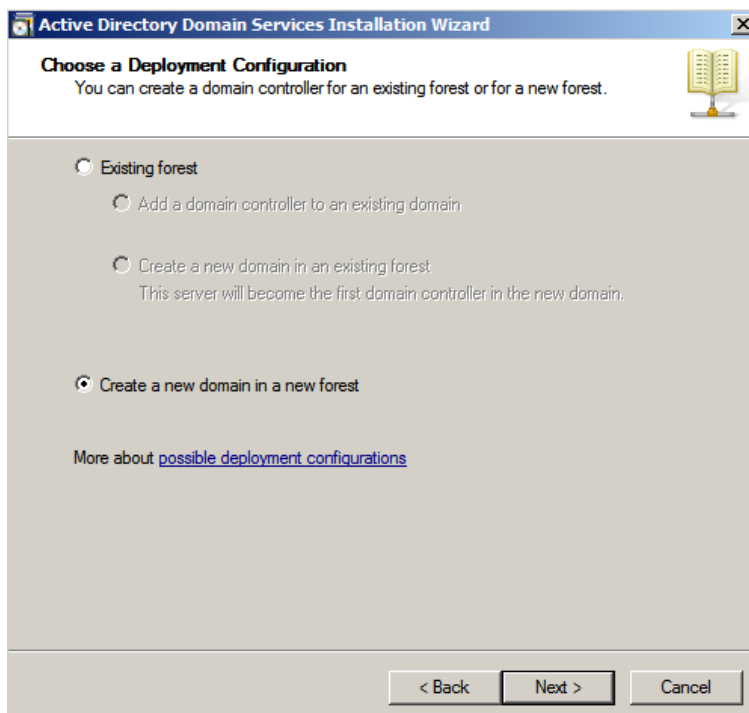 Active Directory Domain Services Installation Wizard
Choose a Deployment Configuration
You can create a domain controller for an existing forest or for a new forest.
Existing forest
Add a domain controller to an existing domain
Create a new domain in an existing forest
This server will become the first domain controller in the new domain.
Create a new domain in a new forest
More about possible deployment configurations
< Back Next > Cancel